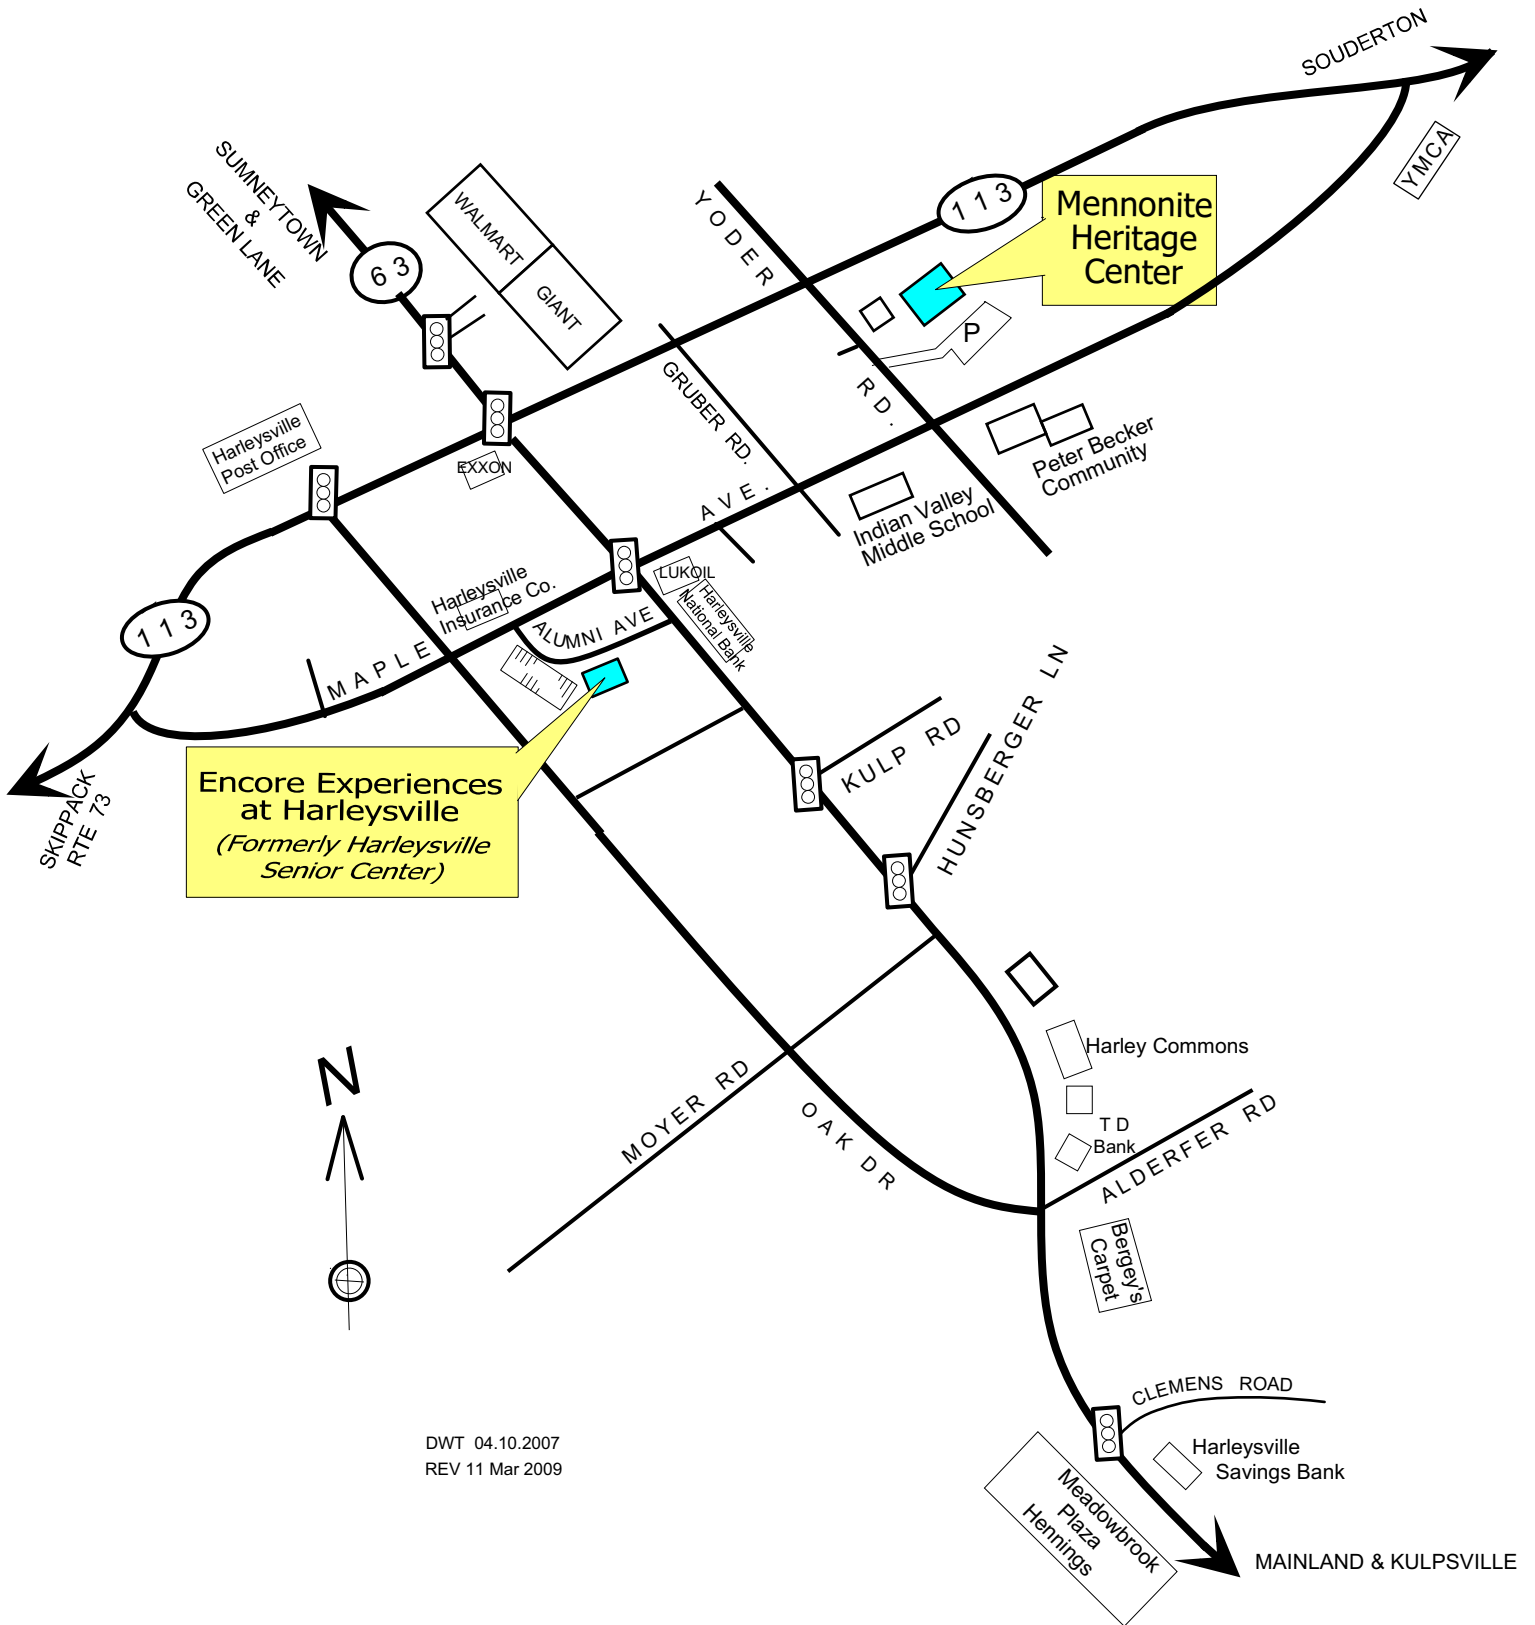 SOUDERTON
YMCA
SUMNEYTOWN
&
GREEN LANE
6 3
WALMART
GIANT
YODER
RD.
1 1 3
Mennonite
Heritage
Center
P
GRUBER RD.
Harleysville
Post Office
EXXON
MAPLE
AVE.
Peter Becker
Community
Indian Valley
Middle School
LUKOIL
Harleysville
National Bank
Harleysville
Insurance Co.
ALUMNI AVE
1 1 3
SKIPPACK
RTE 73
Encore Experiences
at Harleysville
(Formerly Harleysville
Senior Center)
KULP RD
HUNSBERGER LN
N
MOYER RD
OAK DR
Harley Commons
T D
Bank
ALDERFER RD
Bergey's
Carpet
CLEMENS ROAD
Harleysville
Savings Bank
Meadowbrook
Plaza
Hennings
MAINLAND & KULPSVILLE
DWT 04.10.2007
REV 11 Mar 2009